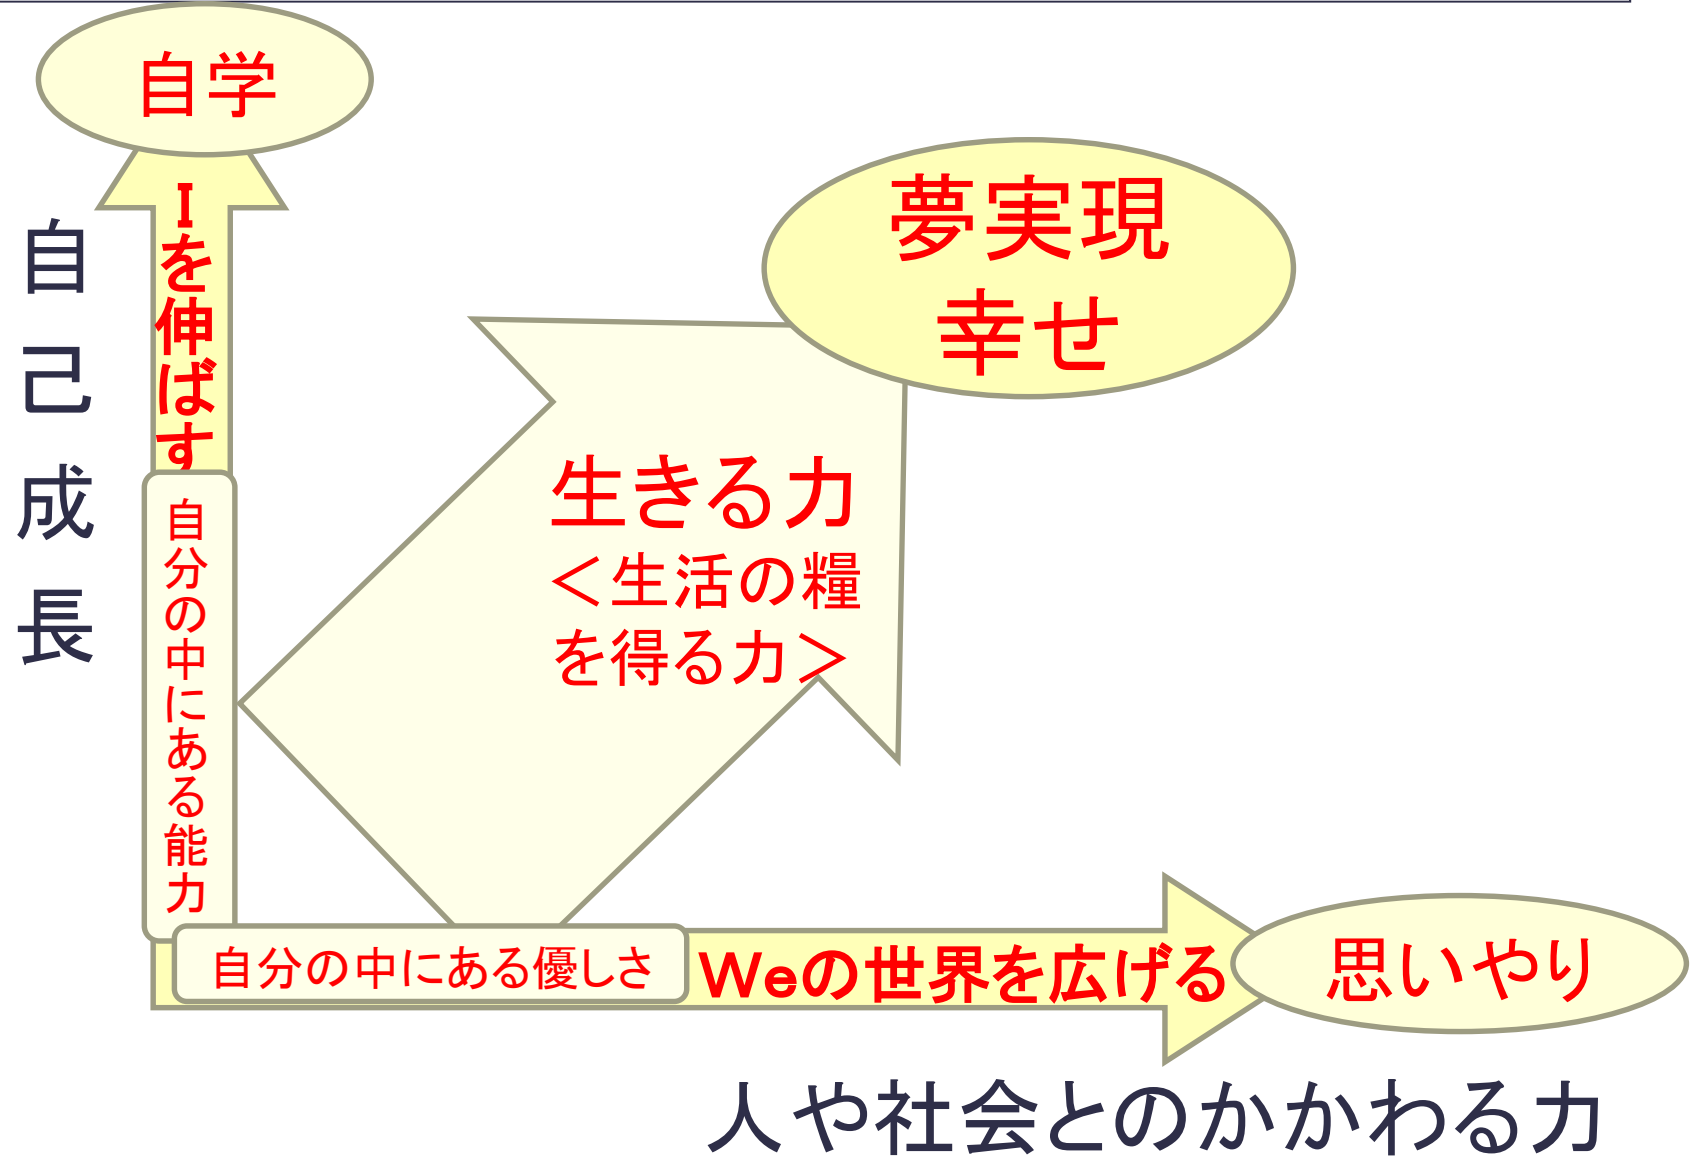 自学
Iを伸ばす
自己成長
夢実現
幸せ
生きる力
＜生活の糧
を得る力＞
自分の中にある能力
自分の中にある優しさ
Weの世界を広げる
思いやり
人や社会とのかかわる力